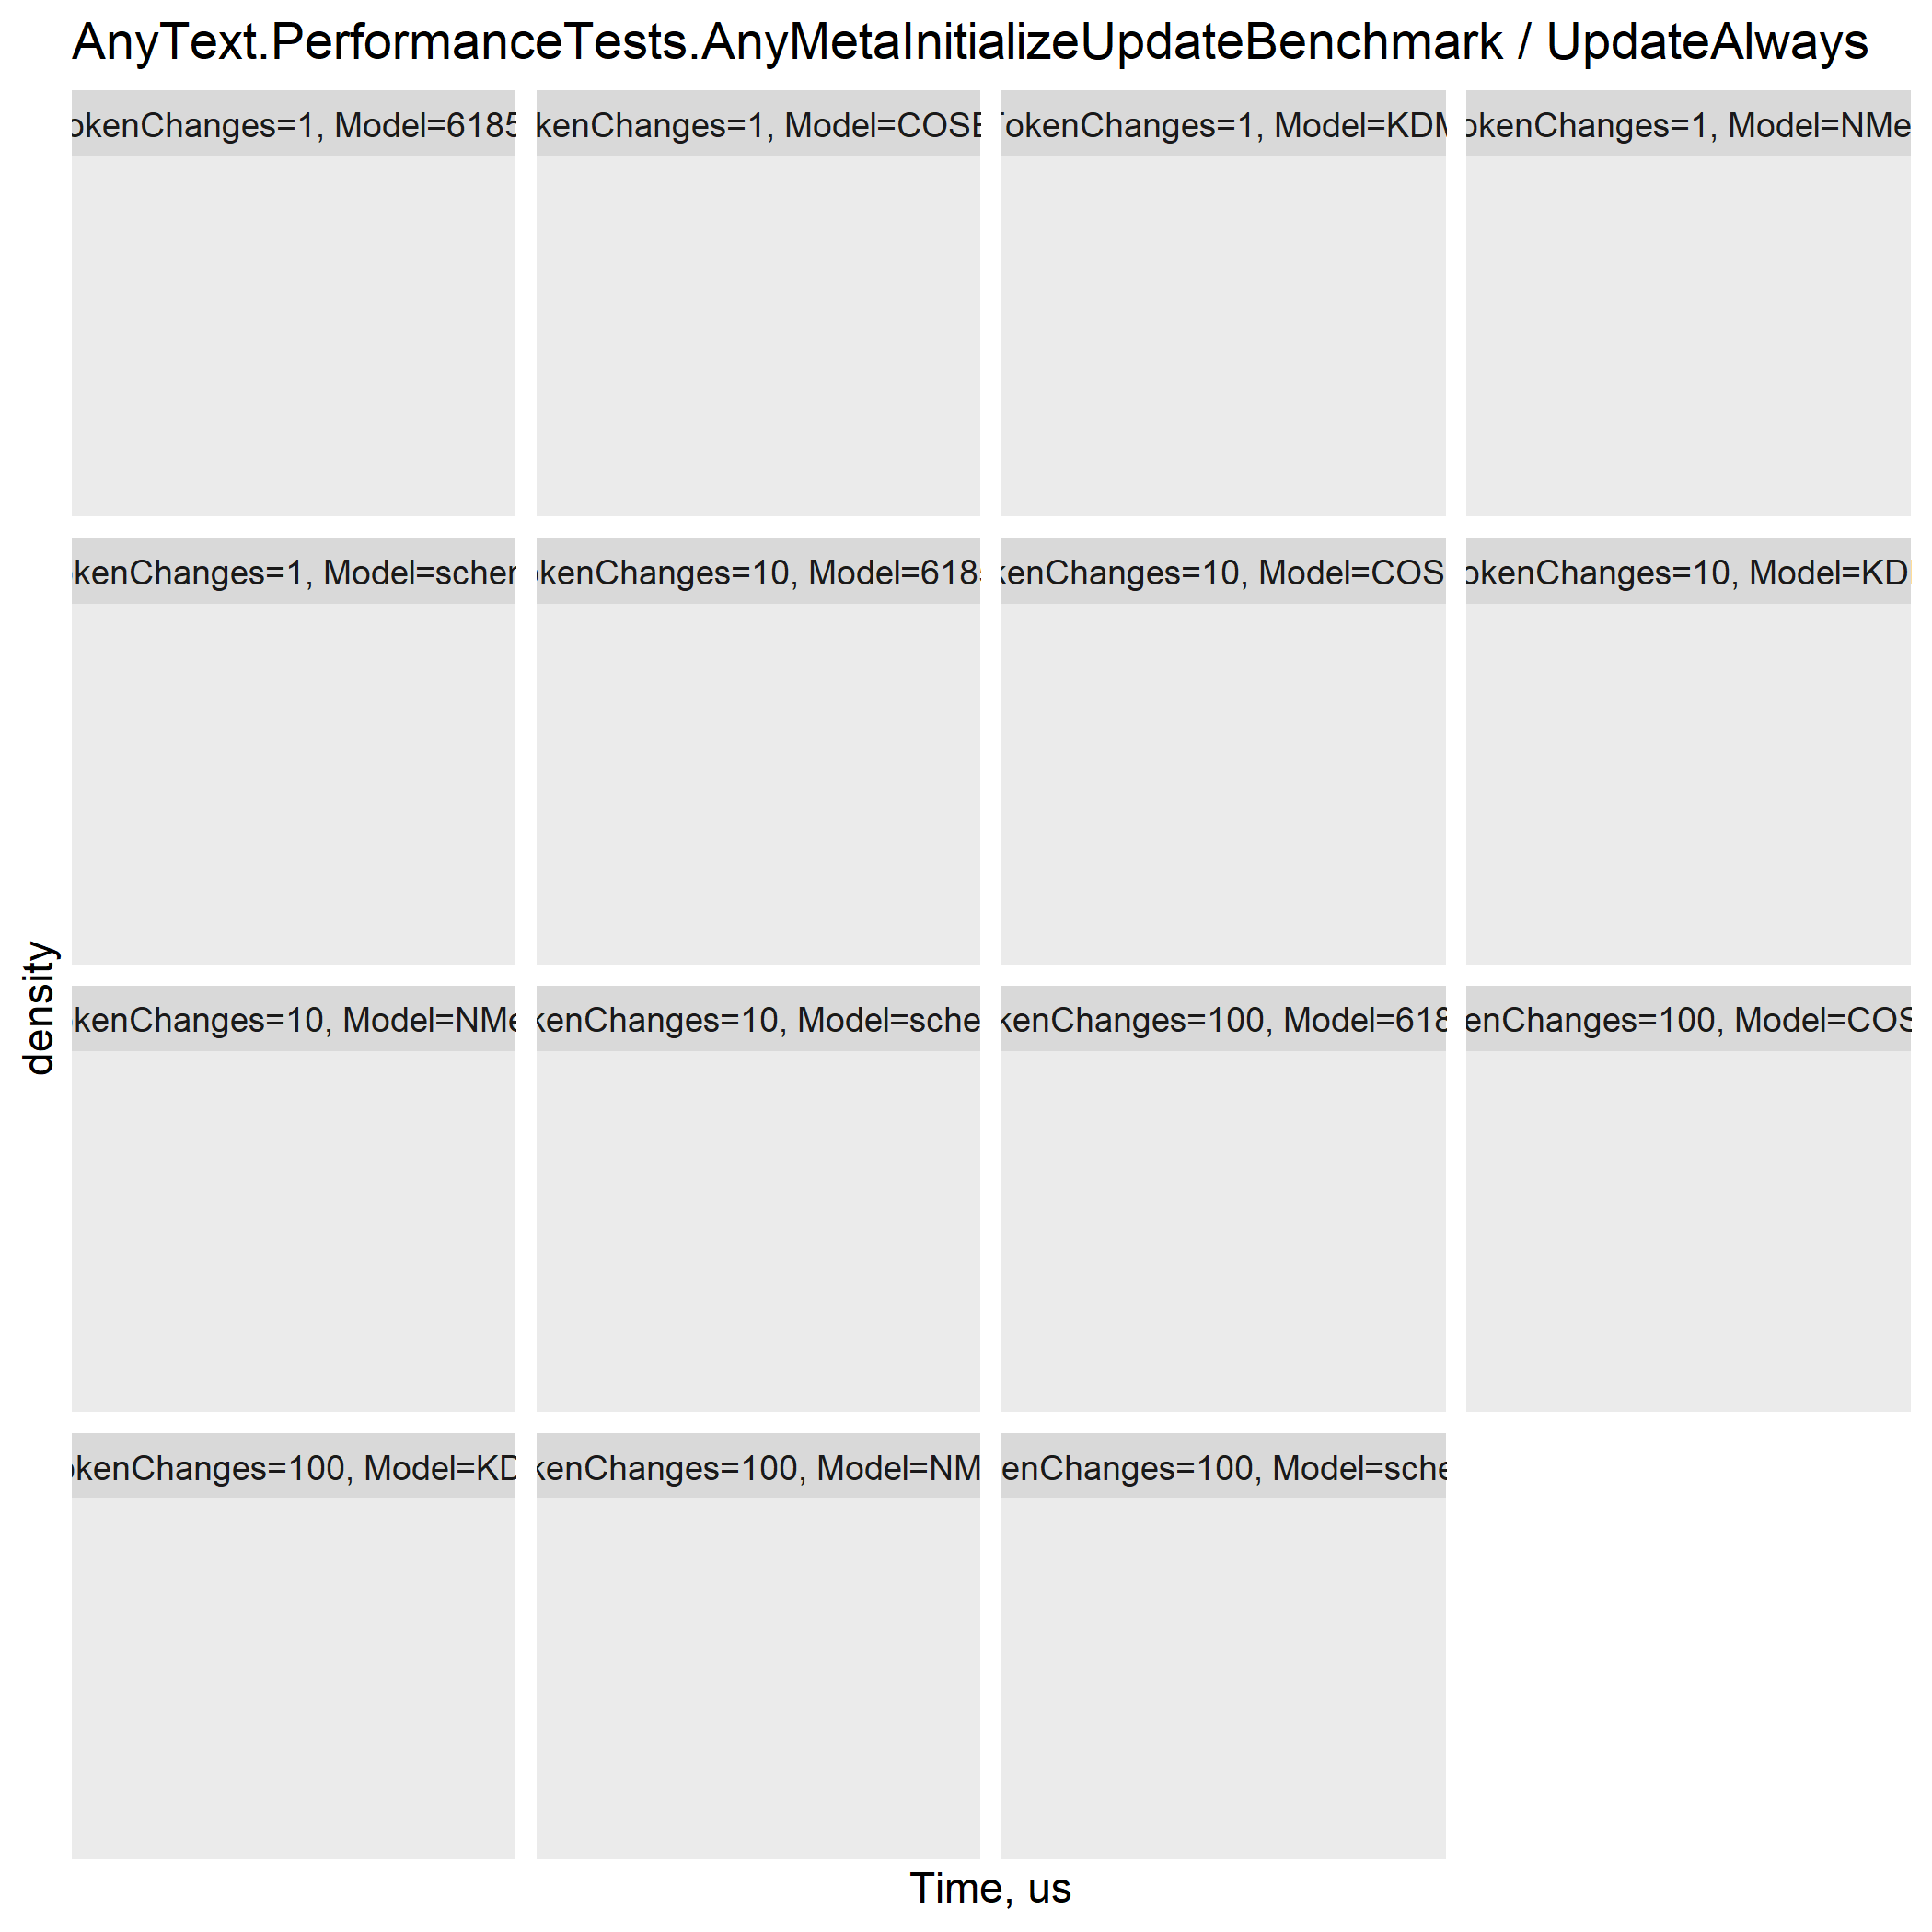 AnyText.PerformanceTests.AnyMetaInitializeUpdateBenchmark / UpdateAlways
okenChanges=1, Model=6185
kenChanges=1, Model=COSE
TokenChanges=1, Model=KDM
okenChanges=1, Model=NMe
kenChanges=1, Model=schem
okenChanges=10, Model=618
kenChanges=10, Model=COS
okenChanges=10, Model=KD
kenChanges=10, Model=NMe
kenChanges=10, Model=sche
kenChanges=100, Model=618
enChanges=100, Model=COS
okenChanges=100, Model=KD
kenChanges=100, Model=NM
enChanges=100, Model=sche
density
Time, us